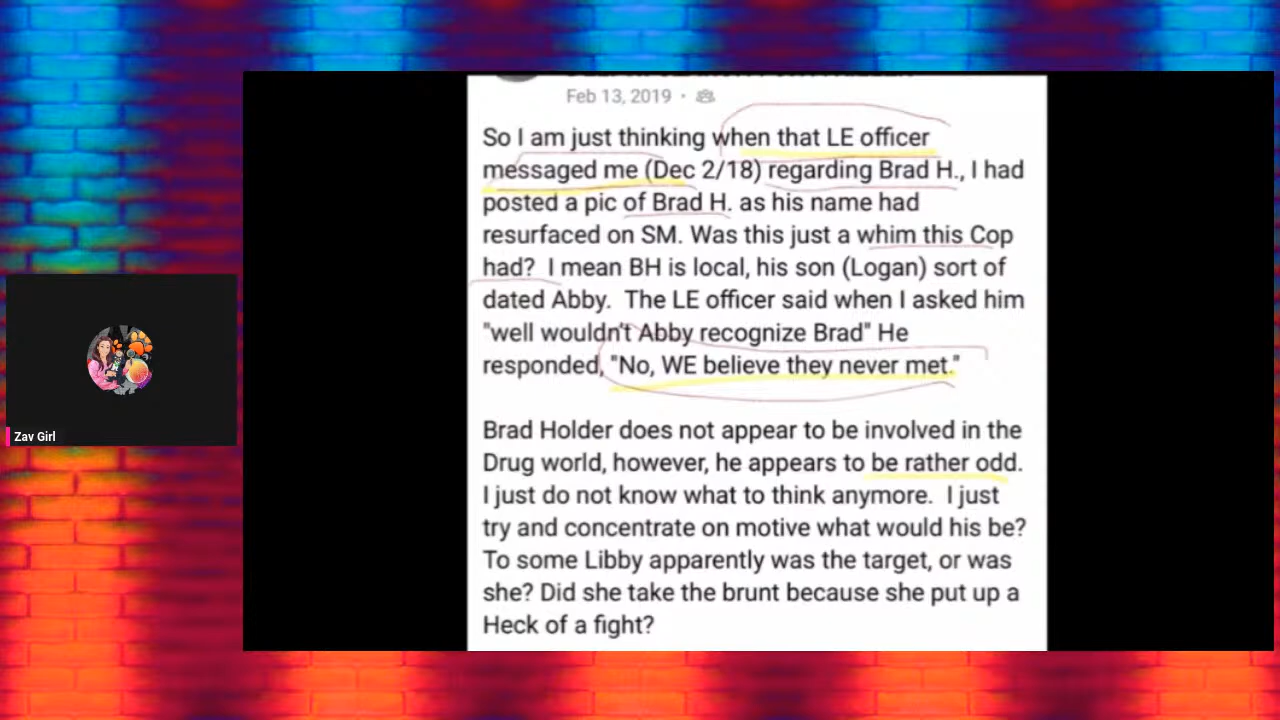 Feb 13, 2019 ·
So I am just thinking when that LE officer
messaged me (Dec 2/18) regarding Brad H., I had
posted a pic of Brad H. as his name had
resurfaced on SM. Was this just a whim this Cop
had?  I mean BH is local, his son (Logan) sort of
dated Abby.  The LE officer said when I asked him
"well wouldn't Abby recognize Brad" He
responded, "No, WE believe they never met."
Brad Holder does not appear to be involved in the
Drug world, however, he appears to be rather odd.
I just do not know what to think anymore.  I just
try and concentrate on motive what would his be?
To some Libby apparently was the target, or was
she? Did she take the brunt because she put up a
Heck of a fight?
Zav Girl